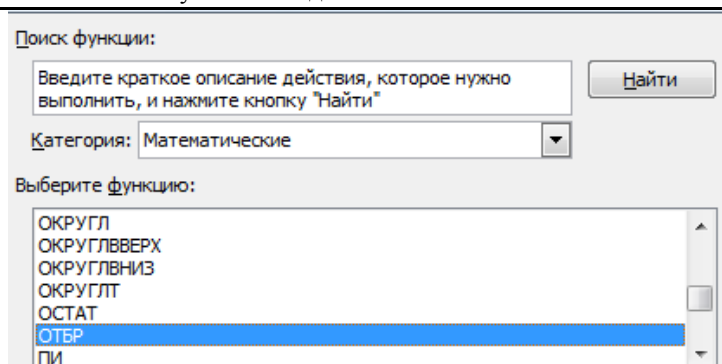 Поиск функции:
Введите краткое описание действия, которое нужно
выполнить, и нажмите кнопку "Найти"
Найти
Категория: Математические
Выберите функцию:
ОКРУГЛ
ОКРУГЛВВЕРХ
ОКРУГЛВНИЗ
ОКРУГЛТ
ОСТАТ
ОТБР
ПИ